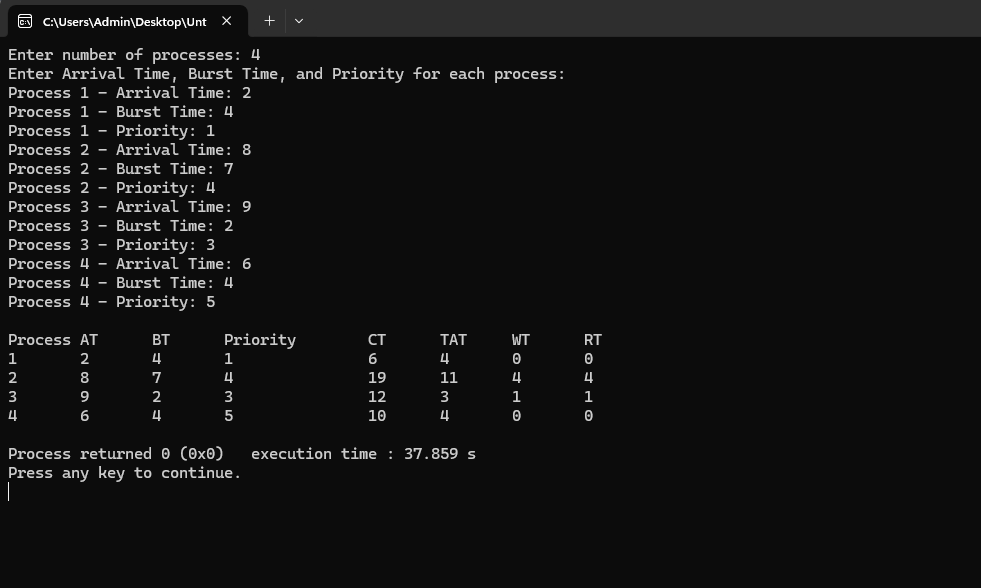 C:\Users\Admin\Desktop\Unt
Enter number of processes: 4
Enter Arrival Time, Burst Time, and Priority for each process:
Process 1 - Arrival Time: 2
Process 1 - Burst Time: 4
Process 1 - Priority: 1
Process 2 - Arrival Time: 8
Process 2 - Burst Time: 7
Process 2 - Priority: 4
Process 3 - Arrival Time: 9
Process 3 - Burst Time: 2
Process 3 - Priority: 3
Process 4 - Arrival Time: 6
Process 4 - Burst Time: 4
Process 4 - Priority: 5
Process AT BT Priority CT TAT WT RT
1 2 4 1 6 4 0 0
2 8 7 4 19 11 4 4
3 9 2 3 12 3 1 1
4 6 4 5 10 4 0 0
Process returned 0 (0x0) execution time : 37.859 s
Press any key to continue.